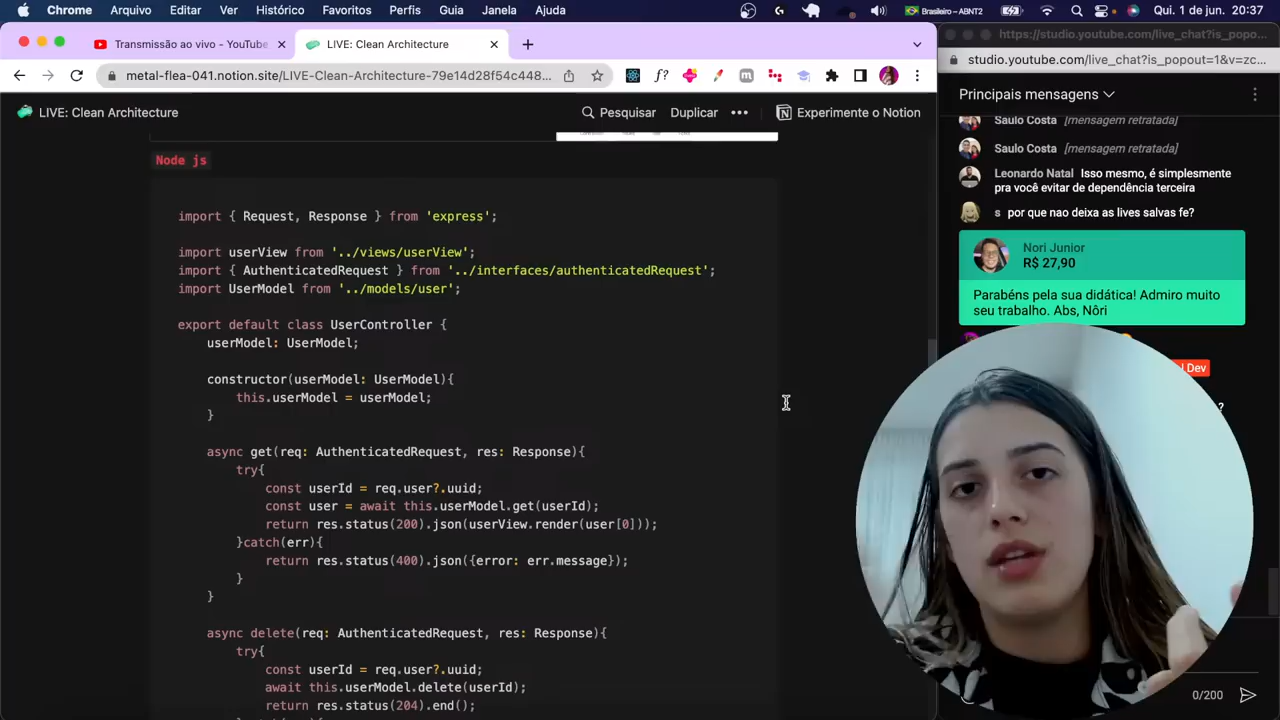 Chrome Arquivo Editar Ver Histórico Favoritos Perfis Guia Janela Ajuda
Brasileiro – ABNT2 Qui. 1 de jun. 20:37
Transmissão ao vivo - YouTube
LIVE: Clean Architecture
metal-flea-041.notion.site/LIVE-Clean-Architecture-79e14d28f54c448...
LIVE: Clean Architecture
Pesquisar Duplicar ••• Experimente o Notion
Node js
import { Request, Response } from 'express';
import userView from '../views/userView';
import { AuthenticatedRequest } from '../interfaces/authenticatedRequest';
import UserModel from '../models/user';
export default class UserController {
userModel: UserModel;
constructor(userModel: UserModel){
this.userModel = userModel;
}
async get(req: AuthenticatedRequest, res: Response){
try{
const userId = req.user?.uuid;
const user = await this.userModel.get(userId);
return res.status(200).json(userView.render(user[0]));
}catch(err){
return res.status(400).json({error: err.message});
}
}
async delete(req: AuthenticatedRequest, res: Response){
try{
const userId = req.user?.uuid;
await this.userModel.delete(userId);
return res.status(204).end();
https://studio.youtube.com/live_chat?is_popo...
studio.youtube.com/live_chat?is_popout=1&v=zc...
Principais mensagens
Saulo Costa [mensagem retratada]
Saulo Costa [mensagem retratada]
Leonardo Natal Isso mesmo, é simplesmente
pra você evitar de dependência terceira
s por que nao deixa as lives salvas fe?
Nori Junior
R$ 27,90
Parabéns pela sua didática! Admiro muito
seu trabalho. Abs, Nôri
Dev
?
0/200